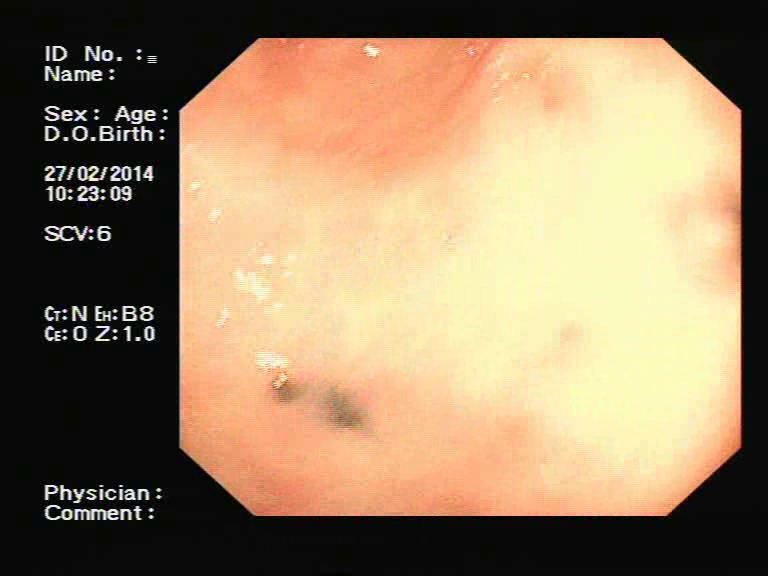 ID No. :
Name:
Sex: Age:
D.O.Birth:
27/02/2014
10:23:09
SCV:6
CT:N EH:B8
CE:0 Z:1.0
Physician:
Comment: